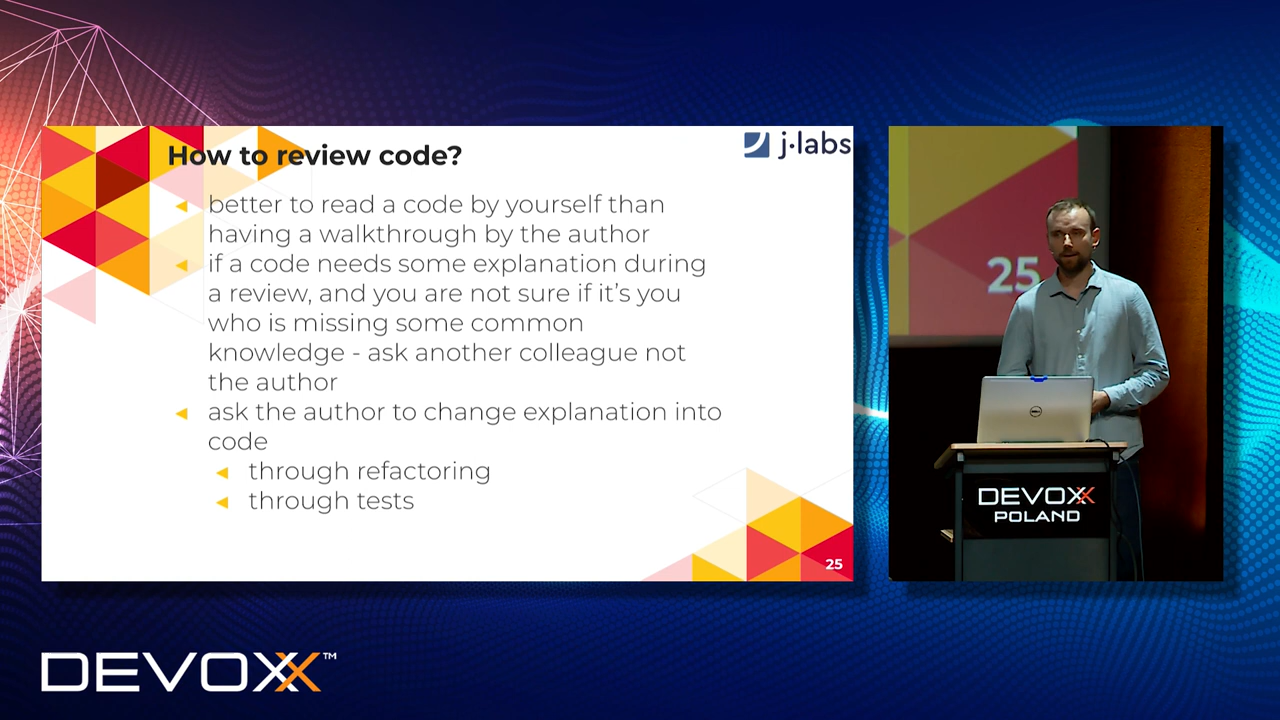 How to review code?
j·labs
better to read a code by yourself than
having a walkthrough by the author
if a code needs some explanation during
a review, and you are not sure if it's you
who is missing some common
knowledge - ask another colleague not
the author
ask the author to change explanation into
code
through refactoring
through tests
25
25
DELL
DEVOXX
POLAND
DEVOXX™